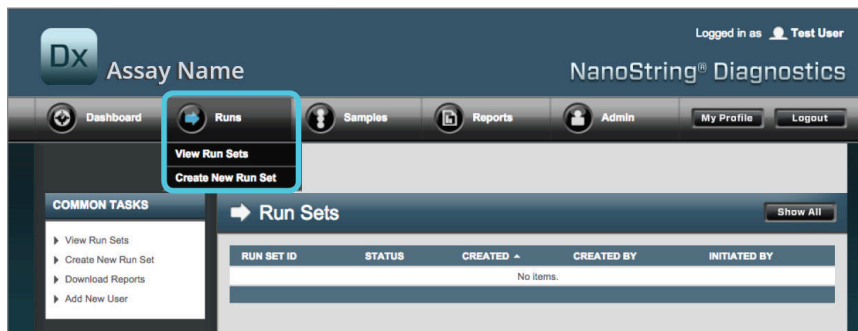 Logged in as Test User
Dx Assay Name
NanoString® Diagnostics
Dashboard Runs Samples Reports Admin My Profile Logout
View Run Sets
Create New Run Set
COMMON TASKS
View Run Sets
Create New Run Set
Download Reports
Add New User
Run Sets Show All
RUN SET ID STATUS CREATED CREATED BY INITIATED BY
No items.